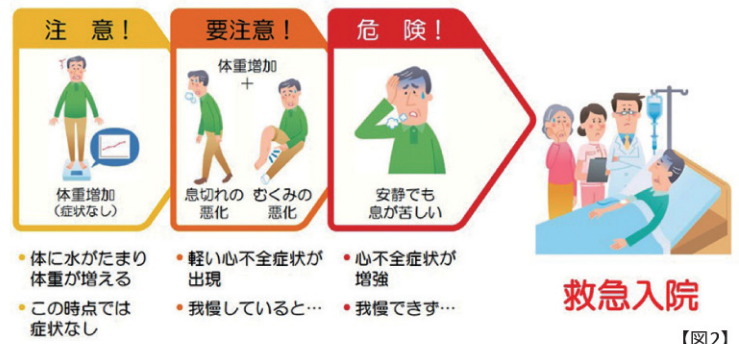 注 意！
体重増加
（症状なし）
・体に水がたまり
体重が増える
・この時点では
症状なし
要注意！
体重増加
＋
息切れの
悪化
むくみの
悪化
・軽い心不全症状が
出現
・我慢していると…
危 険！
安静でも
息が苦しい
・心不全症状が
増強
・我慢できず…
救急入院
【図2】